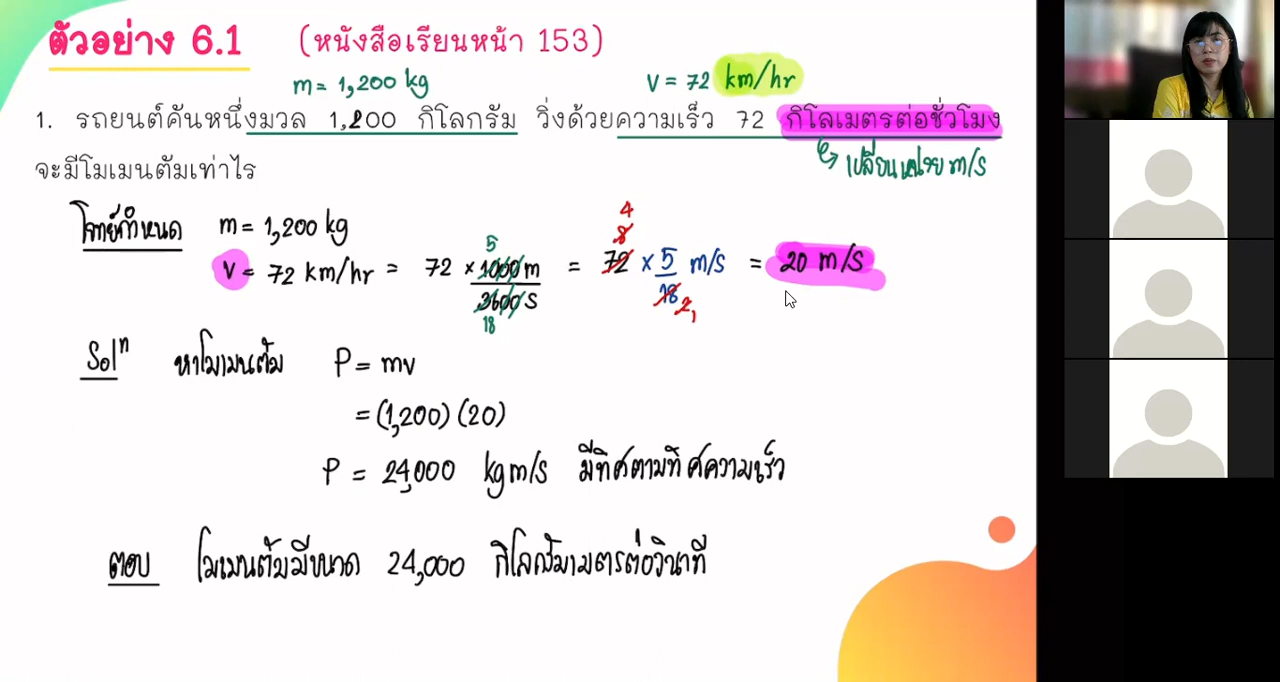 ตัวอย่าง 6.1 (หนังสือเรียนหน้า 153)
m = 1,200 kg V = 72 km/hr
1. รถยนต์คันหนึ่งมวล 1,200 กิโลกรัม วิ่งด้วยความเร็ว 72 กิโลเมตรต่อชั่วโมง
เปลี่ยนหน่วย m/s
จะมีโมเมนตัมเท่าไร
โจทย์กำหนด m = 1,200 kg
V = 72 km/hr = 72 × 1000 m / 3600 s = 72 × 5/18 m/s = 20 m/s
5
18
4
8
2 1
Solⁿ หาโมเมนตัม P = mv
= (1,200) (20)
P = 24,000 kg m/s มีทิศตามทิศความเร็ว
ตอบ โมเมนตัมมีขนาด 24,000 กิโลกรัมเมตรต่อวินาที